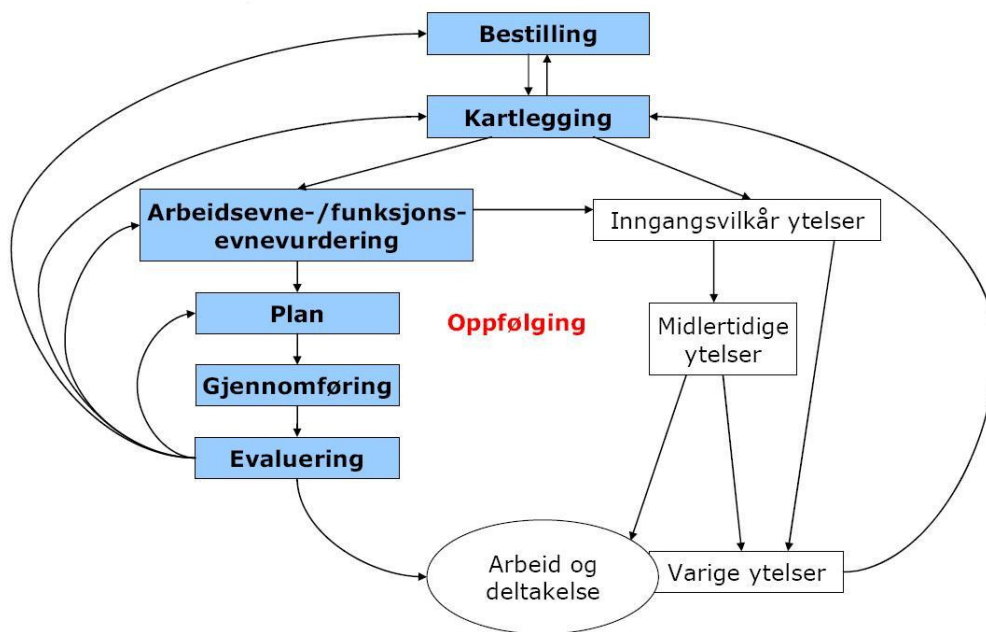 Bestilling
Kartlegging
Arbeidsevne-/funksjons-
evnevurdering
Inngangsvilkår ytelser
Plan
Oppfølging
Midlertidige
ytelser
Gjennomføring
Evaluering
Arbeid og
deltakelse
Varige ytelser